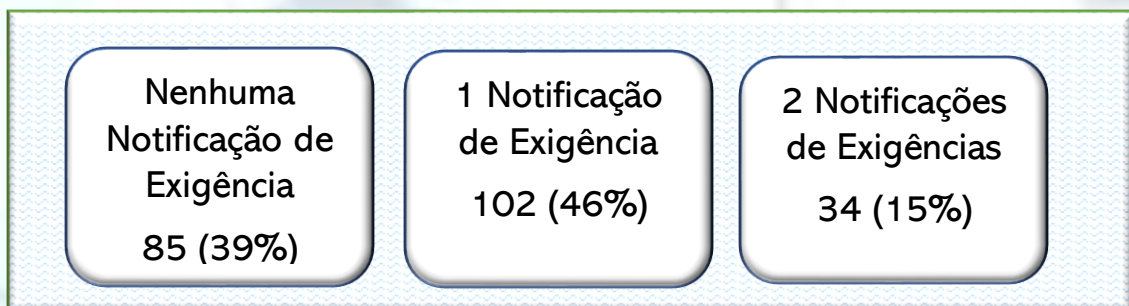 Nenhuma
Notificação de
Exigência
85 (39%)
1 Notificação
de Exigência
102 (46%)
2 Notificações
de Exigências
34 (15%)